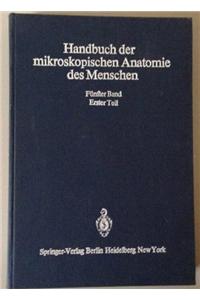 Handbuch der
mikroskopischen Anatomie
des Menschen
Fünfter Band
Erster Teil
Springer-Verlag Berlin Heidelberg New York